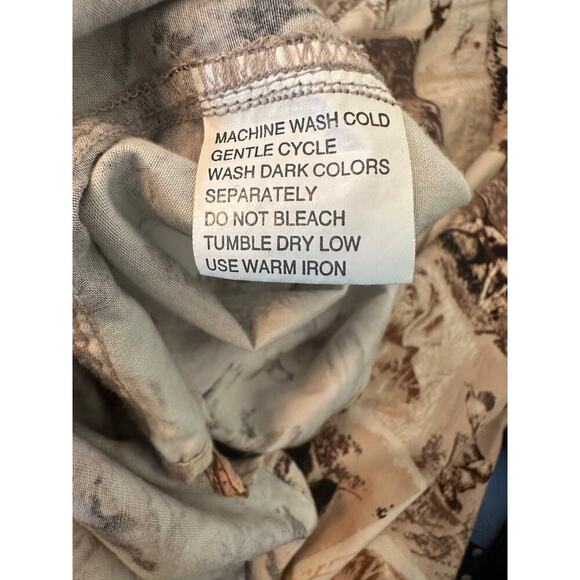 MACHINE WASH COLD
GENTLE CYCLE
WASH DARK COLORS
SEPARATELY
DO NOT BLEACH
TUMBLE DRY LOW
USE WARM IRON